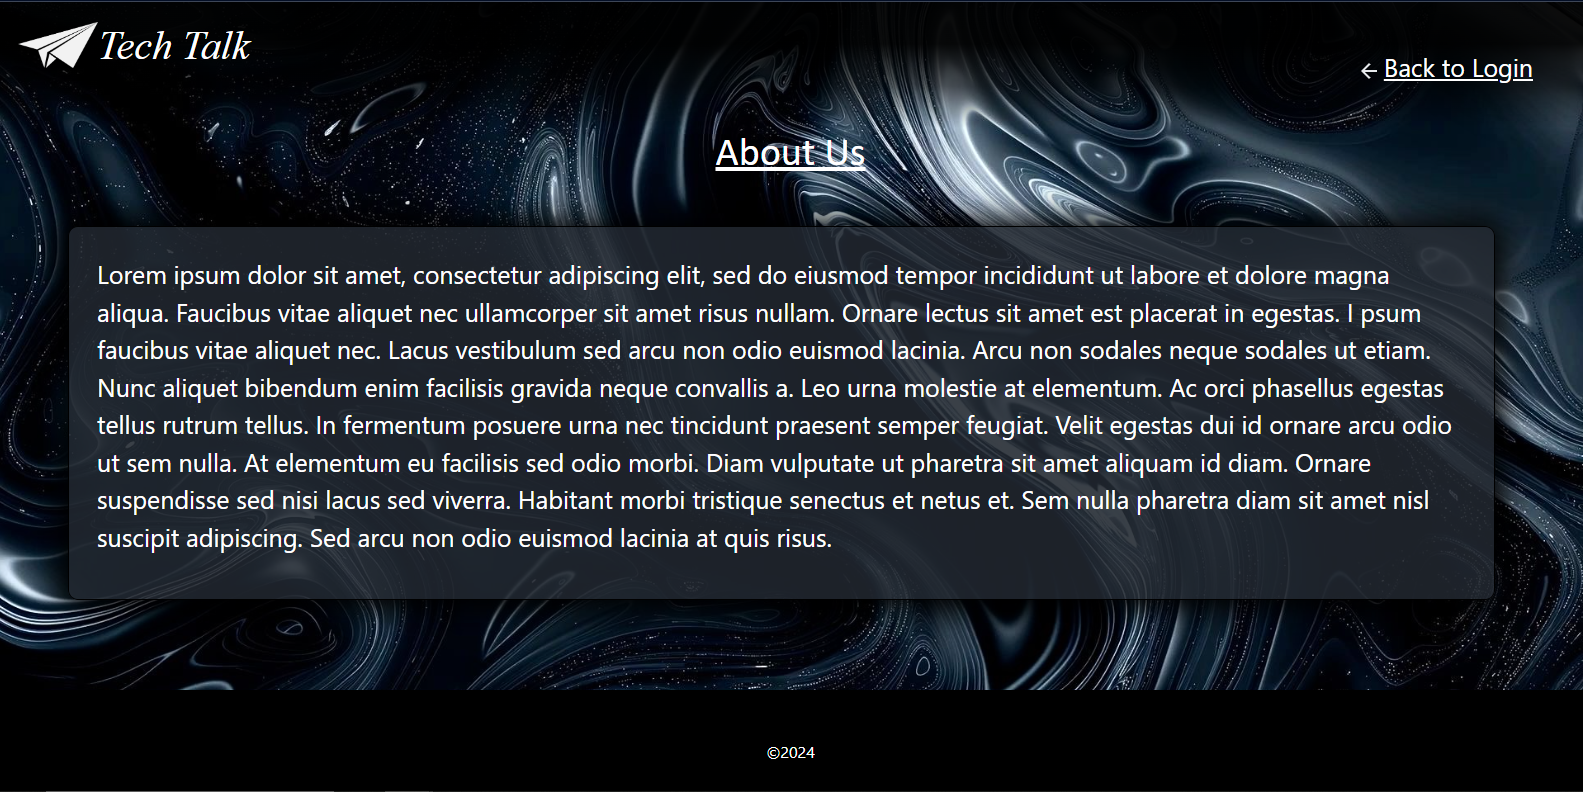 Tech Talk
← Back to Login
About Us
Lorem ipsum dolor sit amet, consectetur adipiscing elit, sed do eiusmod tempor incididunt ut labore et dolore magna
aliqua. Faucibus vitae aliquet nec ullamcorper sit amet risus nullam. Ornare lectus sit amet est placerat in egestas. I psum
faucibus vitae aliquet nec. Lacus vestibulum sed arcu non odio euismod lacinia. Arcu non sodales neque sodales ut etiam.
Nunc aliquet bibendum enim facilisis gravida neque convallis a. Leo urna molestie at elementum. Ac orci phasellus egestas
tellus rutrum tellus. In fermentum posuere urna nec tincidunt praesent semper feugiat. Velit egestas dui id ornare arcu odio
ut sem nulla. At elementum eu facilisis sed odio morbi. Diam vulputate ut pharetra sit amet aliquam id diam. Ornare
suspendisse sed nisi lacus sed viverra. Habitant morbi tristique senectus et netus et. Sem nulla pharetra diam sit amet nisl
suscipit adipiscing. Sed arcu non odio euismod lacinia at quis risus.
©2024